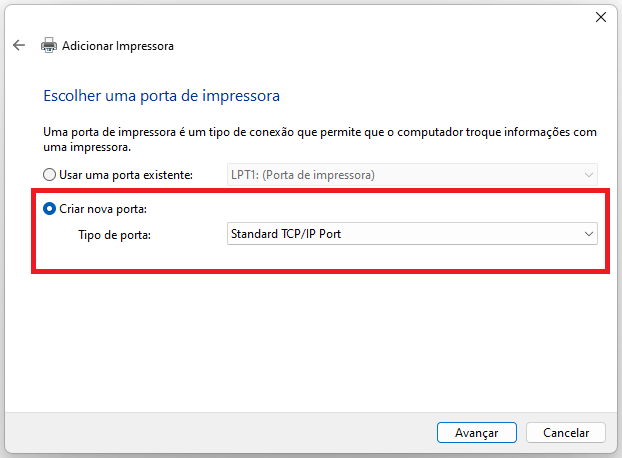 Adicionar Impressora
Escolher uma porta de impressora
Uma porta de impressora é um tipo de conexão que permite que o computador troque informações com
uma impressora.
Usar uma porta existente: LPT1: (Porta de impressora)
Criar nova porta:
Tipo de porta: Standard TCP/IP Port
Avançar Cancelar